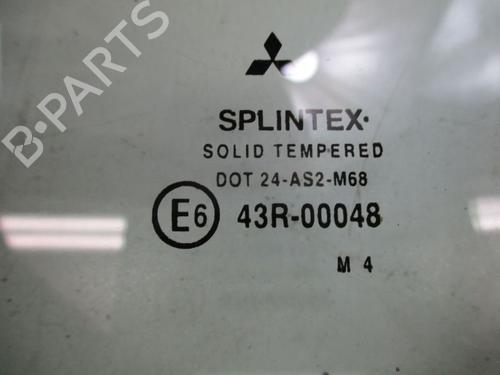 B·PARTS
SPLINTEX·
SOLID TEMPERED
DOT 24-AS2-M68
E6 43R-00048
M 4